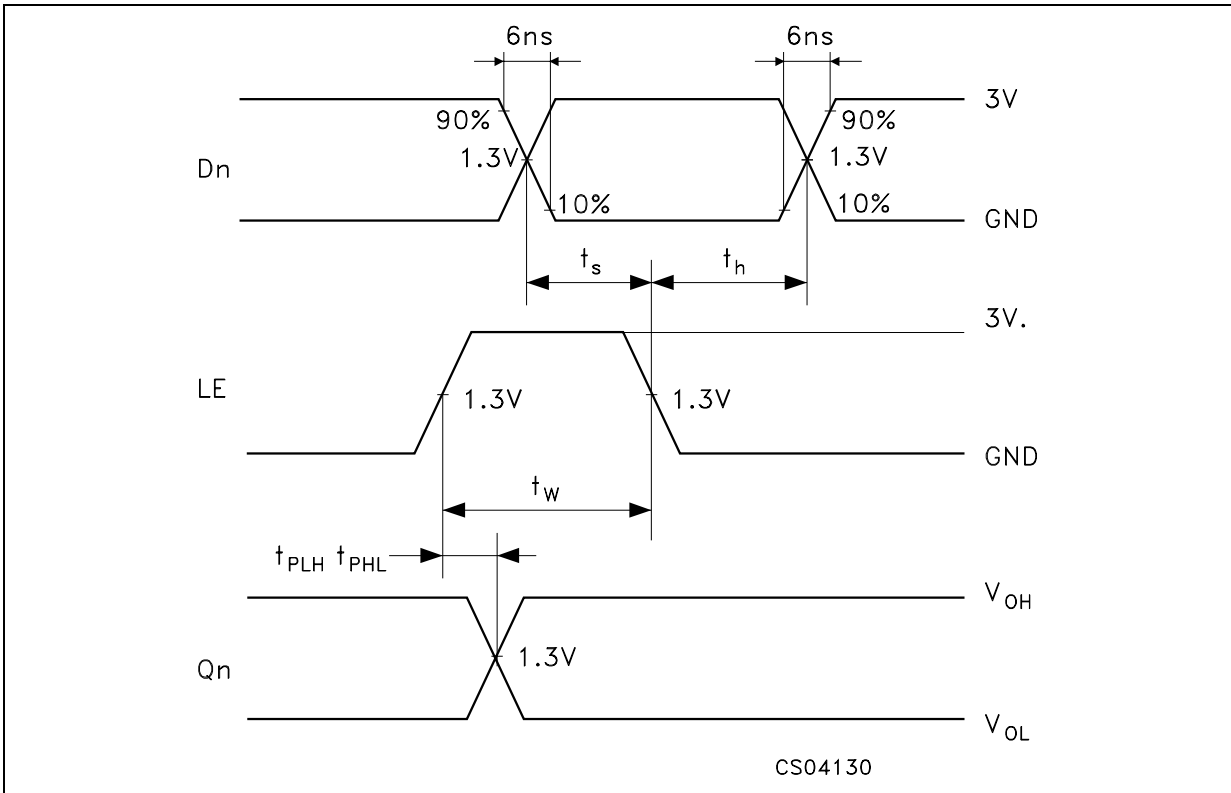 6ns 6ns
3V
90% 90%
1.3V 1.3V
Dn
10% 10%
GND
ts th
3V.
LE
1.3V 1.3V
GND
tW
tPLH tPHL
VOH
1.3V
Qn
VOL
CS04130